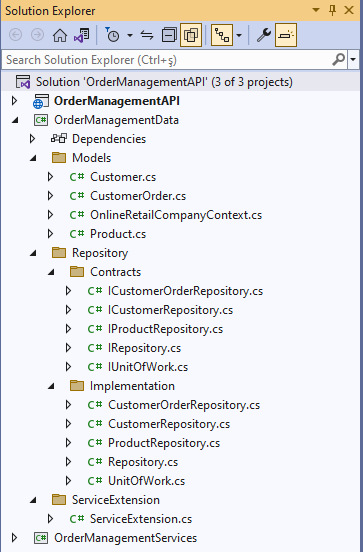 Solution Explorer
Search Solution Explorer (Ctrl+ş)
Solution 'OrderManagementAPI' (3 of 3 projects)
OrderManagementAPI
C# OrderManagementData
Dependencies
Models
C# Customer.cs
C# CustomerOrder.cs
C# OnlineRetailCompanyContext.cs
C# Product.cs
Repository
Contracts
C# ICustomerOrderRepository.cs
C# ICustomerRepository.cs
C# IProductRepository.cs
C# IRepository.cs
C# IUnitOfWork.cs
Implementation
C# CustomerOrderRepository.cs
C# CustomerRepository.cs
C# ProductRepository.cs
C# Repository.cs
C# UnitOfWork.cs
ServiceExtension
C# ServiceExtension.cs
C# OrderManagementServices